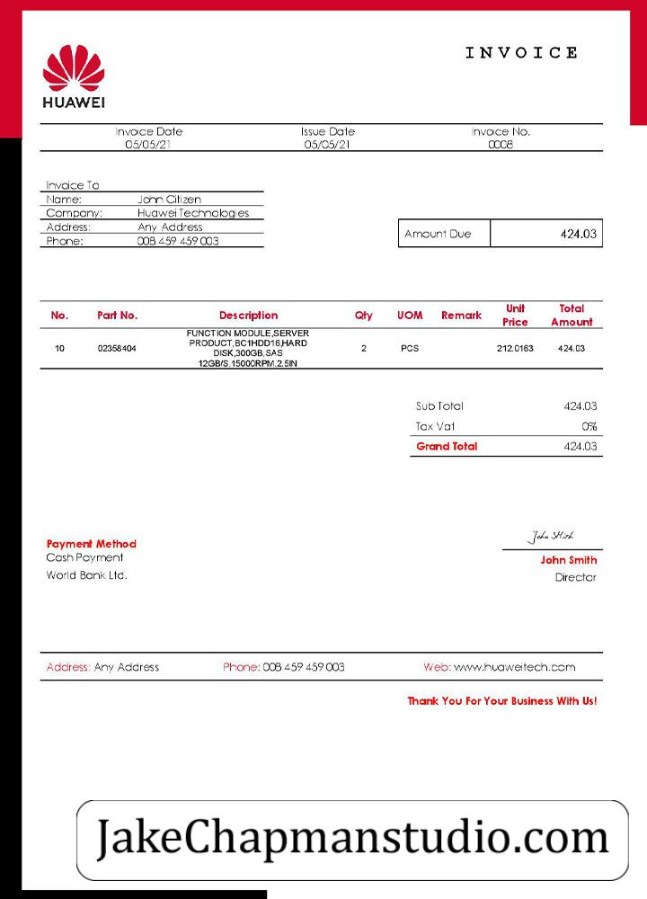 INVOICE
HUAWEI
Invoice Date Issue Date Invoice No.
05/05/21 05/05/21 0008
Invoice To
Name: John Citizen
Company: Huawei Technologies
Address: Any Address
Phone: 008 459 459 003
Amount Due 424.03
No. Part No. Description Qty UOM Remark Unit Price Total Amount
FUNCTION MODULE,SERVER
PRODUCT,BC1HDD16,HARD
10 02358404 DISK,300GB,SAS 2 PCS 212.0163 424.03
12GB/S,15000RPM,2.5IN
Sub Total 424.03
Tax Vat 0%
Grand Total 424.03
John Smith
Payment Method
Cash Payment
World Bank Ltd.
John Smith
Director
Address: Any Address Phone: 008 459 459 003 Web: www.huaweitech.com
Thank You For Your Business With Us!
JakeChapmanstudio.com